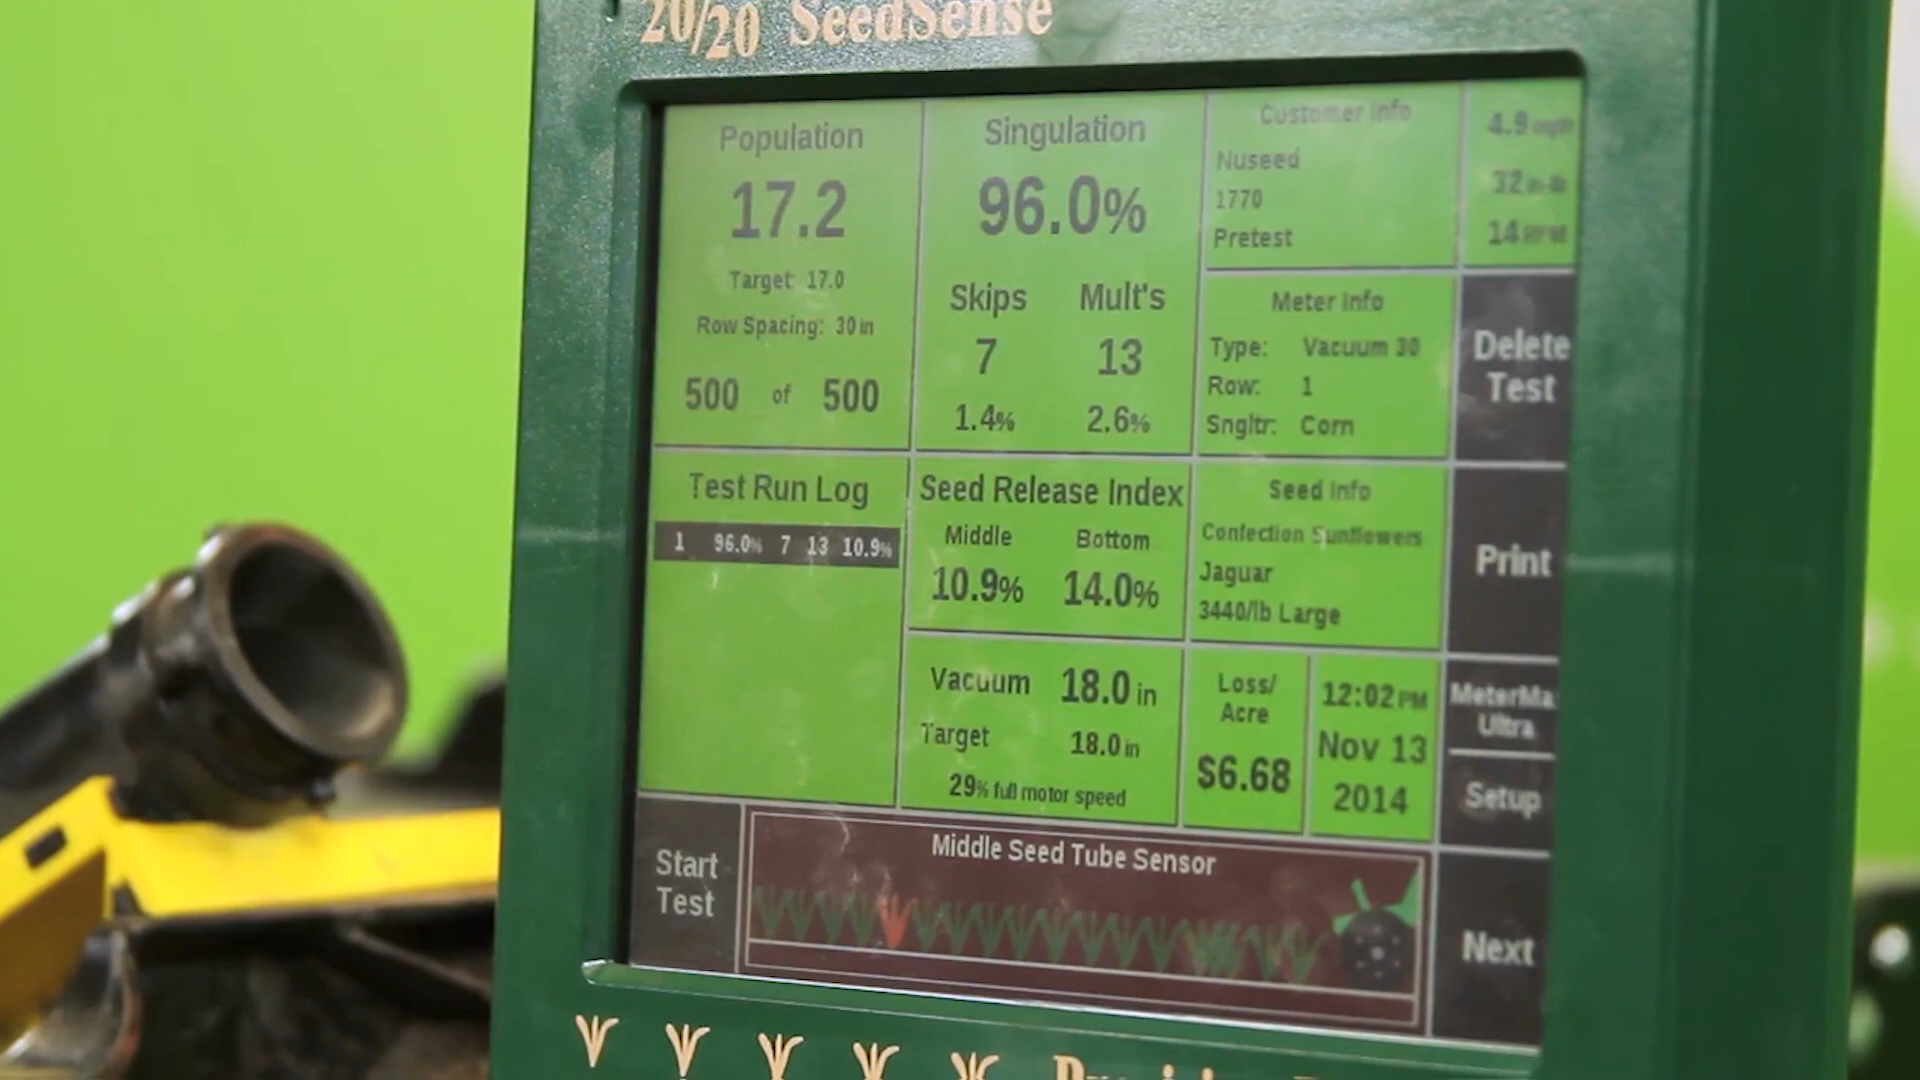 20/20 SeedSense
Population
17.2
Target: 17.0
Row Spacing: 30 in
500 of 500
Singulation
96.0%
Skips Mult's
7 13
1.4% 2.6%
Customer Info
Nuseed
1770
Pretest
4.9 mph
32 in-lb
14 RPM
Meter Info
Type: Vacuum 30
Row: 1
Sngltr: Corn
Delete
Test
Test Run Log
1 96.0% 7 13 10.9%
Seed Release Index
Middle Bottom
10.9% 14.0%
Seed Info
Confection Sunflowers
Jaguar
3440/lb Large
Print
Vacuum 18.0 in
Target 18.0 in
29% full motor speed
Loss/
Acre
$6.68
12:02 PM
Nov 13
2014
MeterMa
Ultra
Setup
Start
Test
Middle Seed Tube Sensor
Next